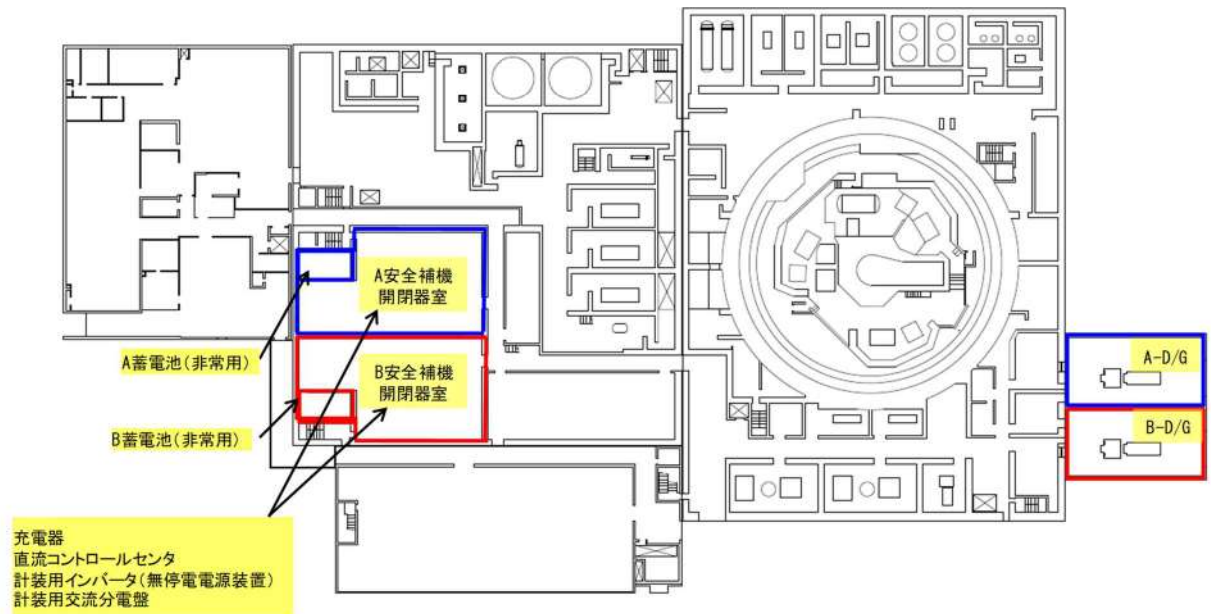 A安全補機
開閉器室
A蓄電池(非常用)
B安全補機
開閉器室
B蓄電池(非常用)
A-D/G
B-D/G
充電器
直流コントロールセンタ
計装用インバータ(無停電電源装置)
計装用交流分電盤